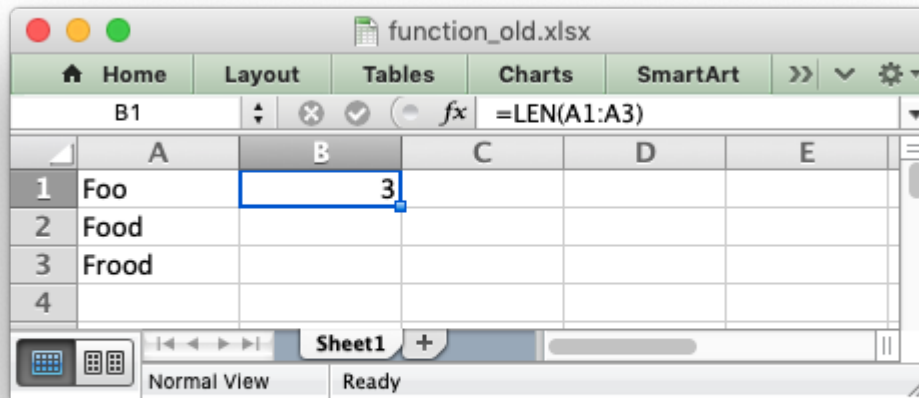 function_old.xlsx
Home Layout Tables Charts SmartArt
B1 fx =LEN(A1:A3)
A B C D E
1 Foo 3
2 Food
3 Frood
4
Sheet1
Normal View Ready